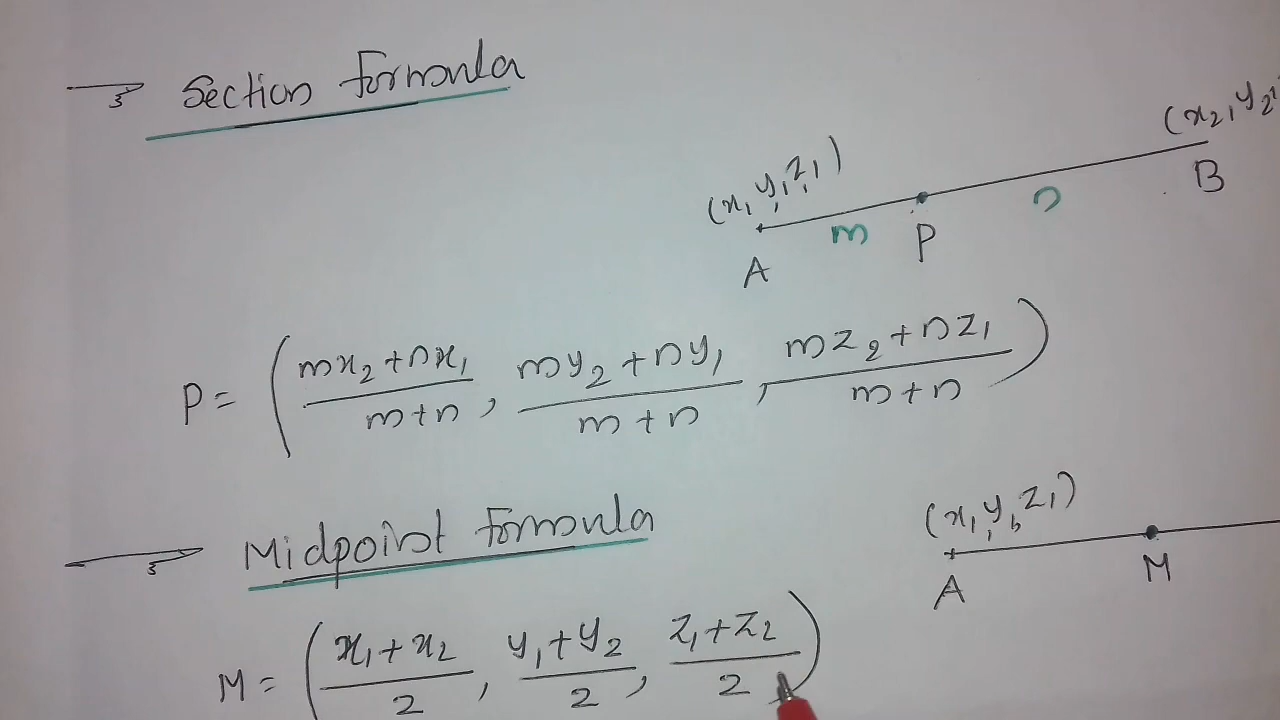 Section formula
(x₁, y₁, z₁)
(x₂, y₂,
A m P n B
P = ( (mx₂+nx₁)/(m+n) , (my₂+ny₁)/(m+n) , (mz₂+nz₁)/(m+n) )
Midpoint formula
(x₁, y₁, z₁)
A M
M = ( (x₁+x₂)/2 , (y₁+y₂)/2 , (z₁+z₂)/2 )